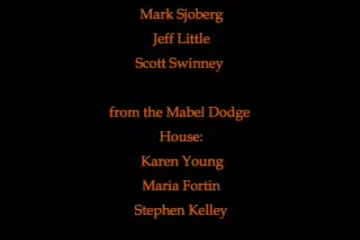 Mark Sjoberg
Jeff Little
Scott Swinney
from the Mabel Dodge
House:
Karen Young
Maria Fortin
Stephen Kelley